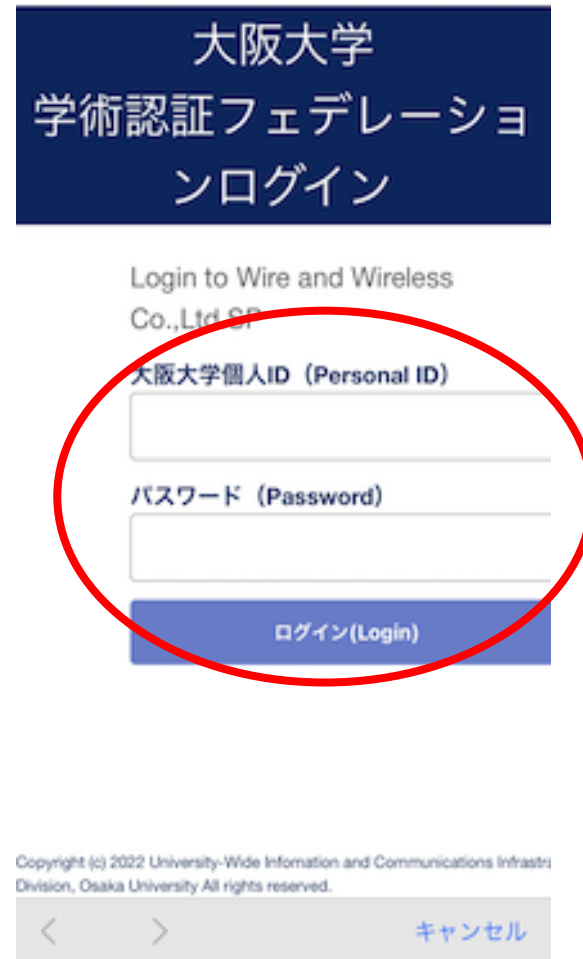 大阪大学
学術認証フェデレーショ
ンログイン
Login to Wire and Wireless
Co.,Ltd SP
大阪大学個人ID（Personal ID）
パスワード（Password）
ログイン(Login)
Copyright (c) 2022 University-Wide Infomation and Communications Infrastr
Division, Osaka University All rights reserved.
キャンセル